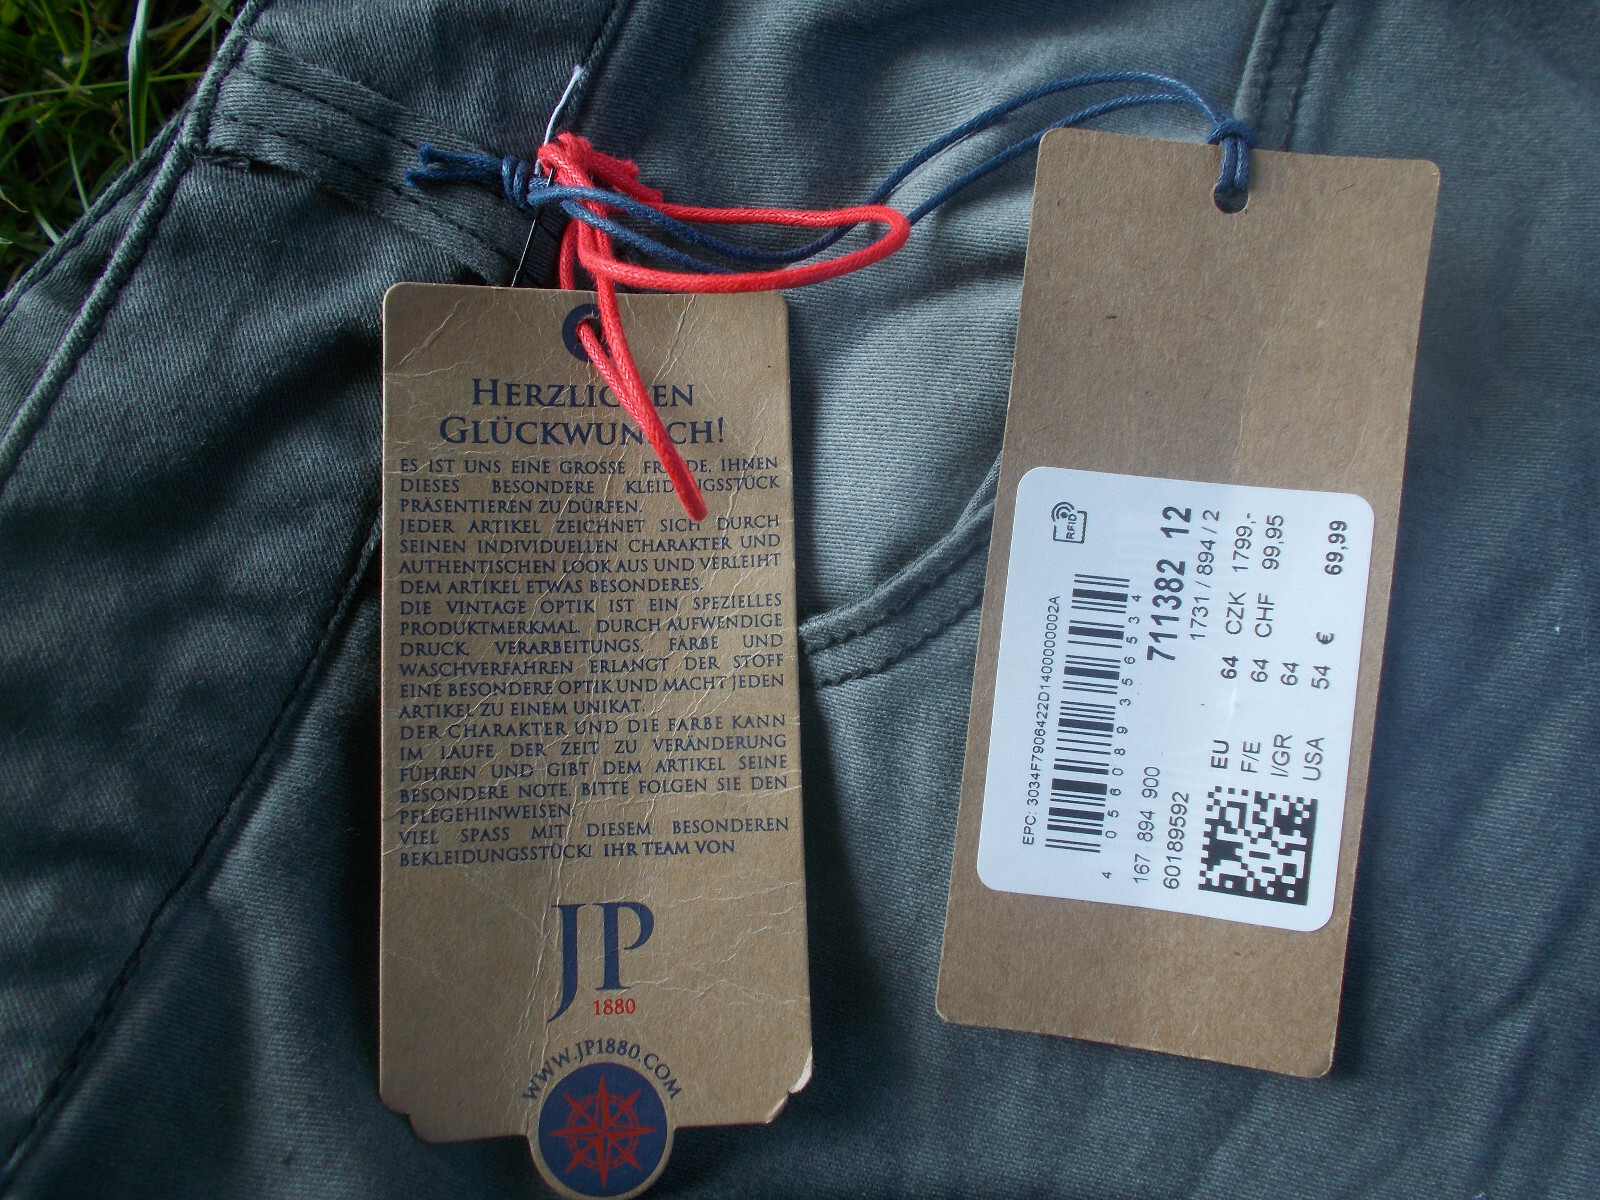 HERZLICHEN
GLÜCKWUNSCH!
ES IST UNS EINE GROSSE FREUDE, IHNEN
DIESES BESONDERE KLEIDUNGSSTÜCK
PRÄSENTIEREN ZU DÜRFEN.
JEDER ARTIKEL ZEICHNET SICH DURCH
SEINEN INDIVIDUELLEN CHARAKTER UND
AUTHENTISCHEN LOOK AUS UND VERLEIHT
DEM ARTIKEL ETWAS BESONDERES.
DIE VINTAGE OPTIK IST EIN SPEZIELLES
PRODUKTMERKMAL. DURCH AUFWENDIGE
DRUCK, VERARBEITUNGS, FÄRBE UND
WASCHVERFAHREN ERLANGT DER STOFF
EINE BESONDERE OPTIK UND MACHT JEDEN
ARTIKEL ZU EINEM UNIKAT.
DER CHARAKTER UND DIE FARBE KANN
IM LAUFE DER ZEIT ZU VERÄNDERUNG
FÜHREN UND GIBT DEM ARTIKEL SEINE
BESONDERE NOTE. BITTE FOLGEN SIE DEN
PFLEGEHINWEISEN.
VIEL SPASS MIT DIESEM BESONDEREN
BEKLEIDUNGSSTÜCK! IHR TEAM VON
JP
1880
WWW.JP1880.COM
RFID
EPC: 3034F7906422D1400000002A
4 056089 356534
167 894 900 711382 12
60189592 1731 / 894 / 2
EU 64 CZK 1799,-
F/E 64 CHF 99,95
I/GR 64
USA 54 € 69,99